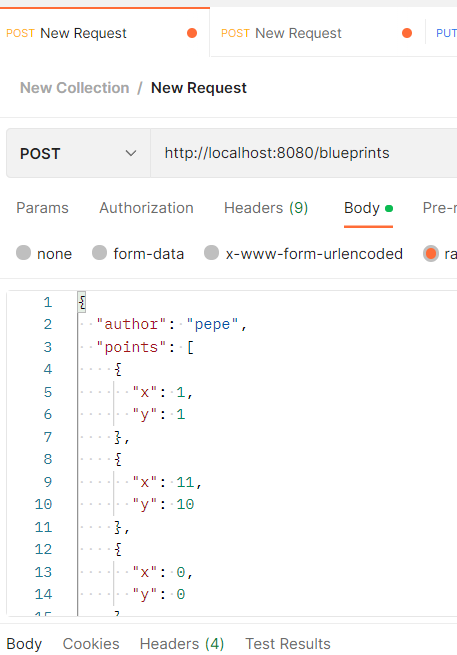 POST New Request POST New Request PUT
New Collection / New Request
POST http://localhost:8080/blueprints
Params Authorization Headers (9) Body Pre-r
none form-data x-www-form-urlencoded ra
1 {
2 "author": "pepe",
3 "points": [
4 {
5 "x": 1,
6 "y": 1
7 },
8 {
9 "x": 11,
10 "y": 10
11 },
12 {
13 "x": 0,
14 "y": 0
15 }
Body Cookies Headers (4) Test Results